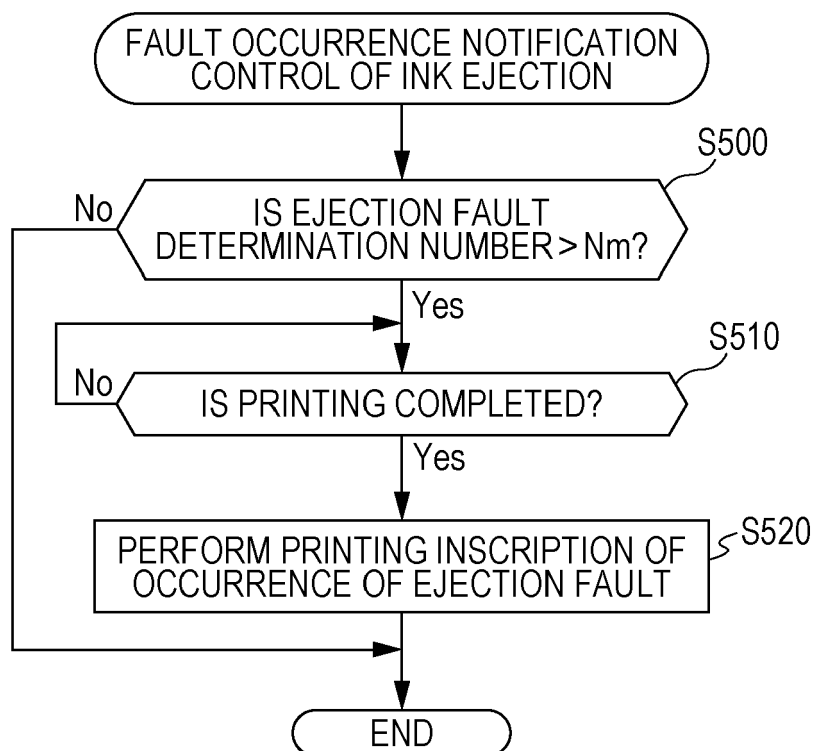 FAULT OCCURRENCE NOTIFICATION
CONTROL OF INK EJECTION
S500
No
IS EJECTION FAULT
DETERMINATION NUMBER > Nm?
Yes
S510
No
IS PRINTING COMPLETED?
Yes
S520
PERFORM PRINTING INSCRIPTION OF
OCCURRENCE OF EJECTION FAULT
END